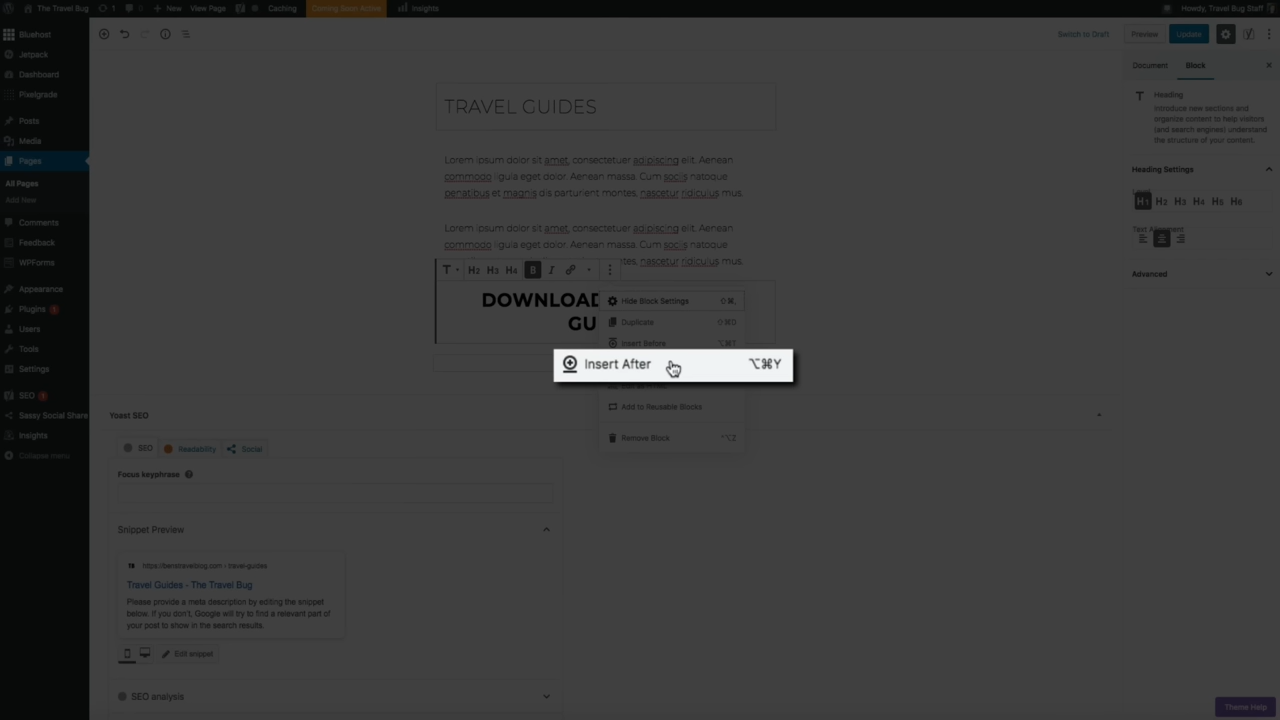 The Travel Bug
1
New
View Page
Caching
Coming Soon Active
Insights
Howdy, Travel Bug Staff
Bluehost
Jetpack
Dashboard
Pixelgrade
Posts
Media
Pages
All Pages
Add New
Comments
Feedback
WPForms
Appearance
Plugins
Users
Tools
Settings
SEO
Sassy Social Share
Insights
Collapse menu
Switch to Draft
Preview
Update
TRAVEL GUIDES
Lorem ipsum dolor sit amet, consectetuer adipiscing elit. Aenean
commodo ligula eget dolor. Aenean massa. Cum sociis natoque
penatibus et magnis dis parturient montes, nascetur ridiculus mus.
Lorem ipsum dolor sit amet, consectetuer adipiscing elit. Aenean
commodo ligula eget dolor. Aenean massa. Cum sociis natoque
ntes, nascetur ridiculus mus.
H2 H3 H4 B I
DOWNLOAD
GU
Hide Block Settings ⇧⌘,
Duplicate ⇧⌘D
Insert Before ⌥⌘T
Insert After ⌥⌘Y
Add to Reusable Blocks
Remove Block ⌃⌥Z
Document
Block
Heading
Introduce new sections and
organize content to help visitors
(and search engines) understand
the structure of your content.
Heading Settings
Level
H1 H2 H3 H4 H5 H6
Text Alignment
Advanced
Yoast SEO
SEO
Readability
Social
Focus keyphrase
Snippet Preview
https://benstravelblog.com › travel-guides
Travel Guides - The Travel Bug
Please provide a meta description by editing the snippet
below. If you don't, Google will try to find a relevant part of
your post to show in the search results.
Edit snippet
SEO analysis
Theme Help